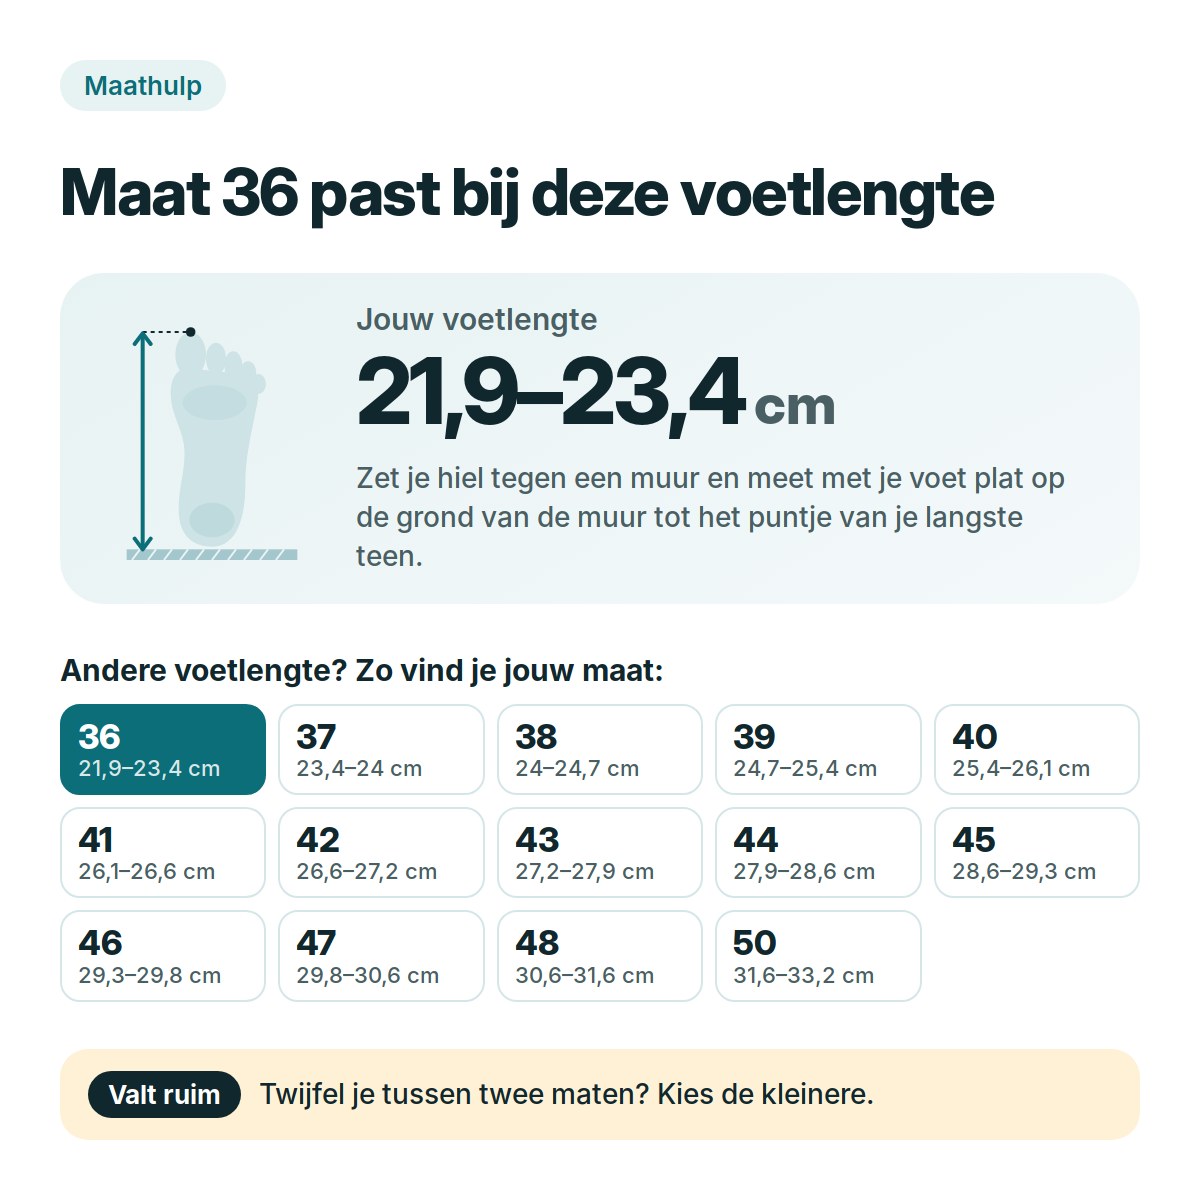 Maathulp
Maat 36 past bij deze voetlengte
Jouw voetlengte
21,9–23,4 cm
Zet je hiel tegen een muur en meet met je voet plat op
de grond van de muur tot het puntje van je langste
teen.
Andere voetlengte? Zo vind je jouw maat:
36
21,9–23,4 cm
37
23,4–24 cm
38
24–24,7 cm
39
24,7–25,4 cm
40
25,4–26,1 cm
41
26,1–26,6 cm
42
26,6–27,2 cm
43
27,2–27,9 cm
44
27,9–28,6 cm
45
28,6–29,3 cm
46
29,3–29,8 cm
47
29,8–30,6 cm
48
30,6–31,6 cm
50
31,6–33,2 cm
Valt ruim Twijfel je tussen twee maten? Kies de kleinere.